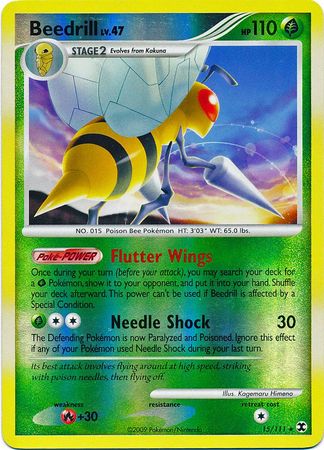 Beedrill LV.47 HP 110
STAGE2 Evolves from Kakuna
NO. 015 Poison Bee Pokémon HT: 3'03" WT: 65.0 lbs.
Poké-POWER Flutter Wings
Once during your turn (before your attack), you may search your deck for
a Pokémon, show it to your opponent, and put it into your hand. Shuffle
your deck afterward. This power can't be used if Beedrill is affected by a
Special Condition.
Needle Shock 30
The Defending Pokémon is now Paralyzed and Poisoned. Ignore this effect
if any of your Pokémon used Needle Shock during your last turn.
Its best attack involves flying around at high speed, striking
with poison needles, then flying off.
Illus. Kagemaru Himeno
weakness resistance retreat cost
+30
©2009 Pokémon/Nintendo 15/111 ★